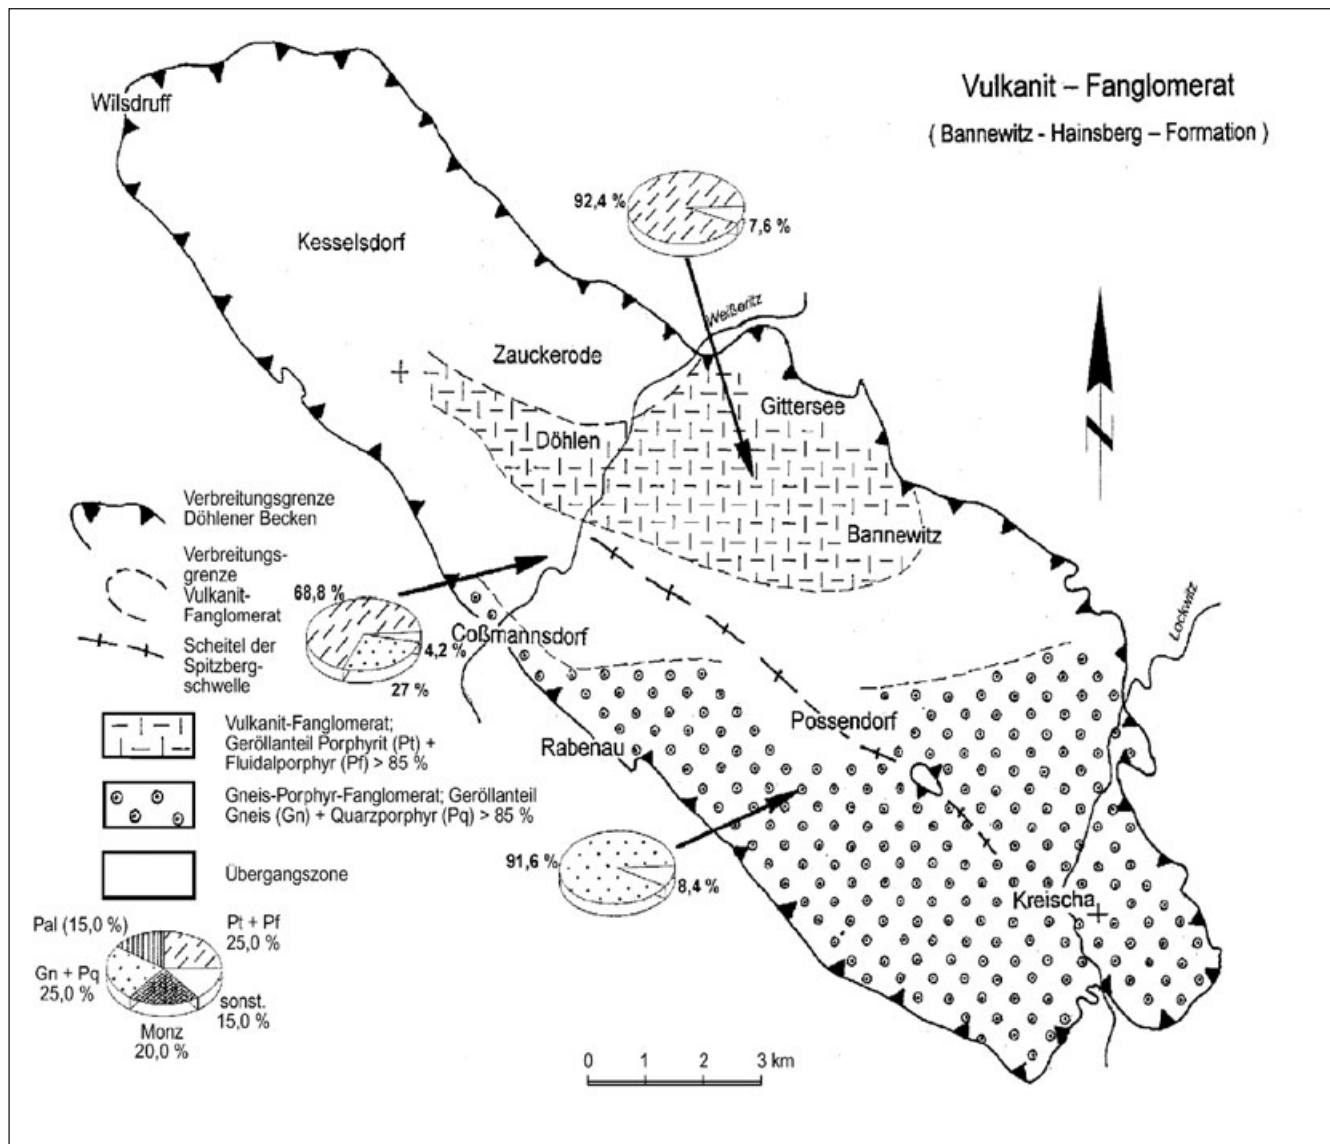 Vulkanit – Fanglomerat
( Bannewitz - Hainsberg – Formation )
Wilsdruff
92,4 %
7,6 %
Kesselsdorf
Weißeritz
Zauckerode
Gittersee
Döhlen
Bannewitz
Verbreitungsgrenze
Döhlener Becken
Verbreitungs-
grenze
Vulkanit-
Fanglomerat
Scheitel der
Spitzberg-
schwelle
68,8 %
4,2 %
27 %
Coßmannsdorf
Lockwitz
Possendorf
Rabenau
Vulkanit-Fanglomerat;
Geröllanteil Porphyrit (Pt) +
Fluidalporphyr (Pf) > 85 %
Gneis-Porphyr-Fanglomerat; Geröllanteil
Gneis (Gn) + Quarzporphyr (Pq) > 85 %
Übergangszone
91,6 %
8,4 %
Kreischa
Pal (15,0 %)
Pt + Pf
25,0 %
Gn + Pq
25,0 %
sonst.
15,0 %
Monz
20,0 %
0 1 2 3 km